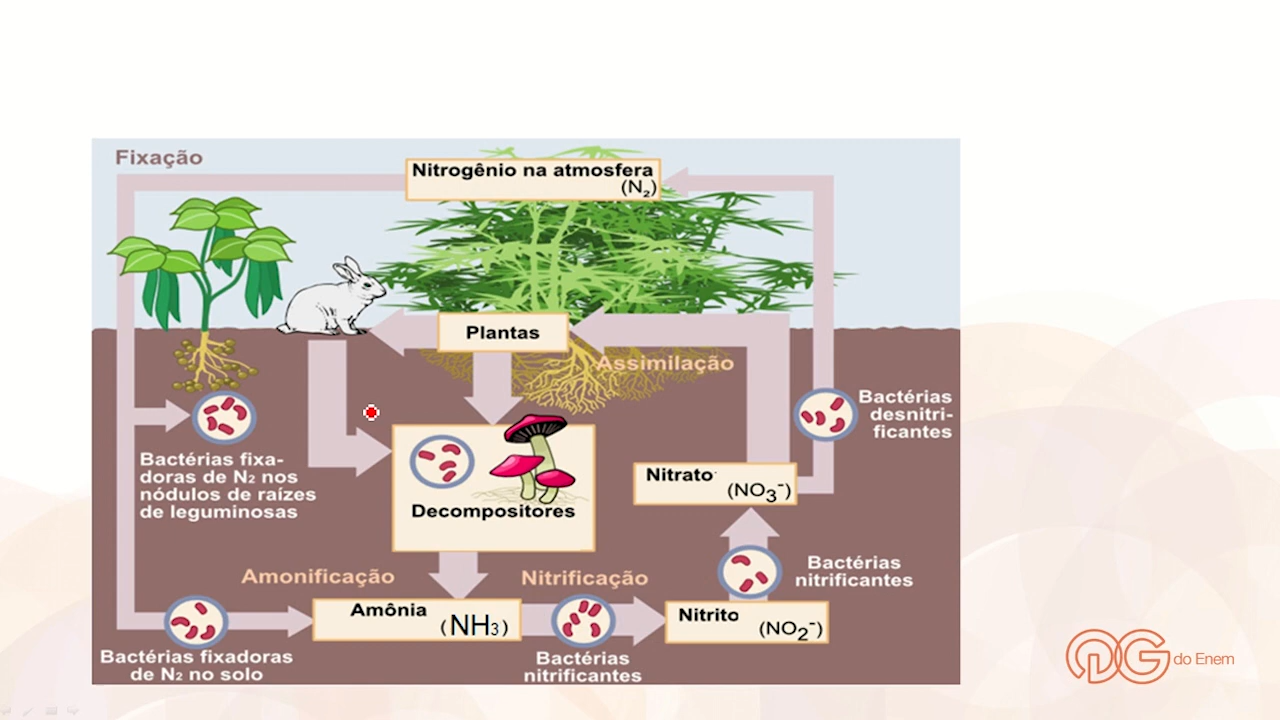 Fixação
Nitrogênio na atmosfera
(N₂)
Plantas
Assimilação
Bactérias
desnitri-
ficantes
Bactérias fixa-
doras de N₂ nos
nódulos de raízes
de leguminosas
Nitrato
(NO₃⁻)
Decompositores
Amonificação
Nitrificação
Bactérias
nitrificantes
Amônia
(NH₃)
Nitrito
(NO₂⁻)
Bactérias fixadoras
de N₂ no solo
Bactérias
nitrificantes
QG do Enem